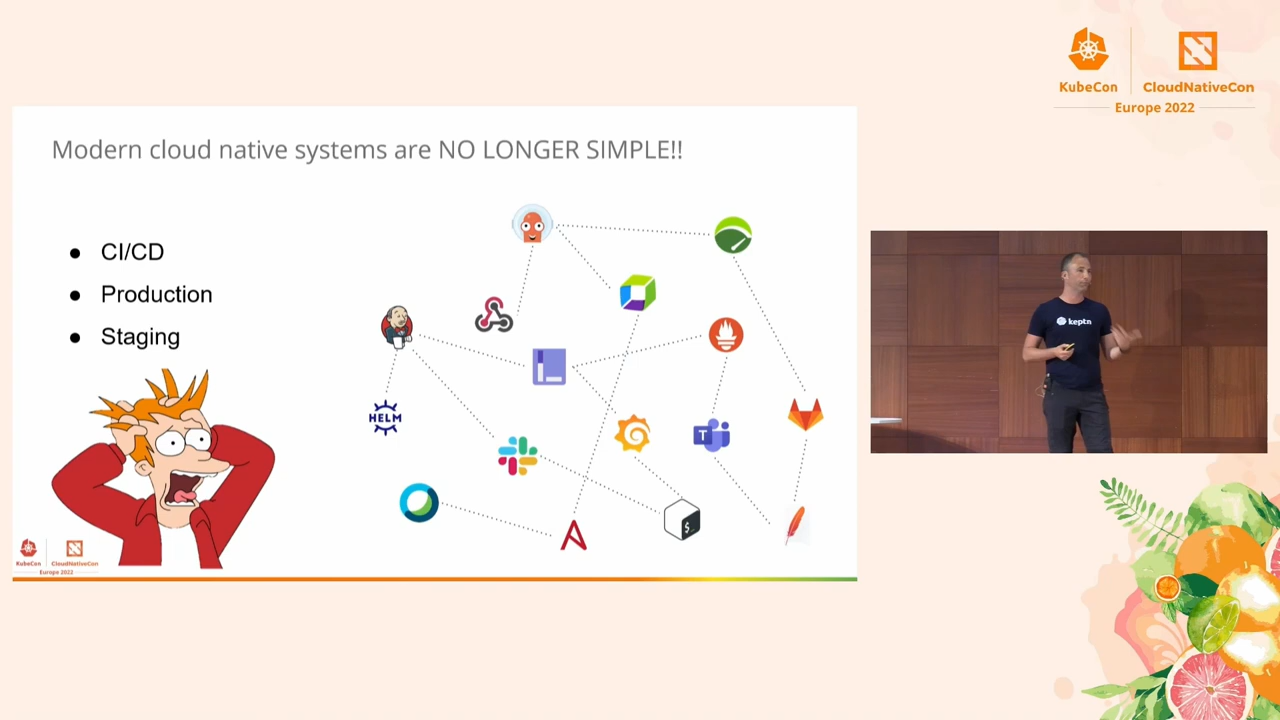 KubeCon
CloudNativeCon
Europe 2022
Modern cloud native systems are NO LONGER SIMPLE!!
● CI/CD
● Production
● Staging
HELM
T
$_
keptn
KubeCon
CloudNativeCon
Europe 2022